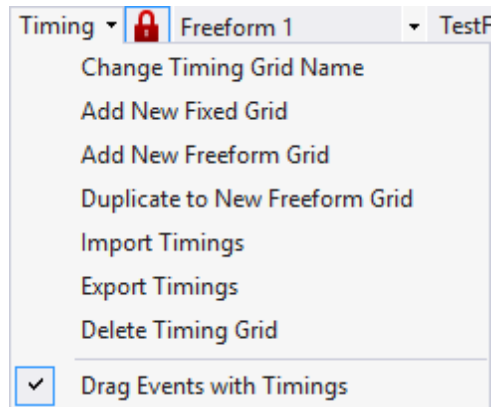 Timing Freeform 1 TestF
Change Timing Grid Name
Add New Fixed Grid
Add New Freeform Grid
Duplicate to New Freeform Grid
Import Timings
Export Timings
Delete Timing Grid
Drag Events with Timings